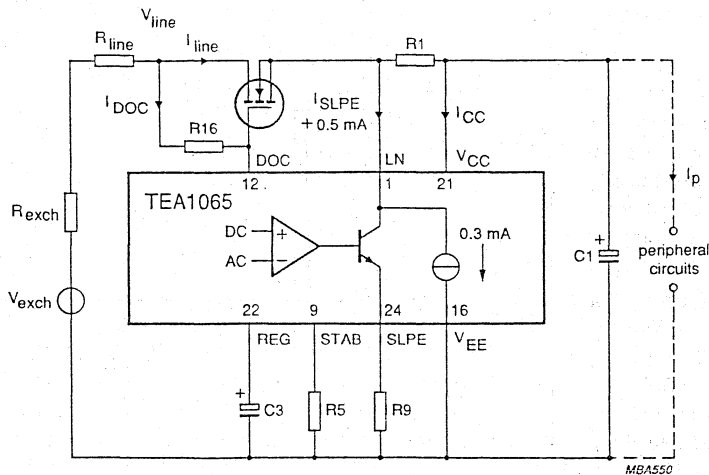 Vline
Rline
Iline
R1
IDOC
ISLPE
+ 0.5 mA
ICC
R16
DOC
LN
VCC
12
1
21
Ip
TEA1065
Rexch
DC
+
0.3 mA
AC
−
+
C1
peripheral
circuits
Vexch
22
9
24
16
REG
STAB
SLPE
VEE
+
C3
R5
R9
MBA550